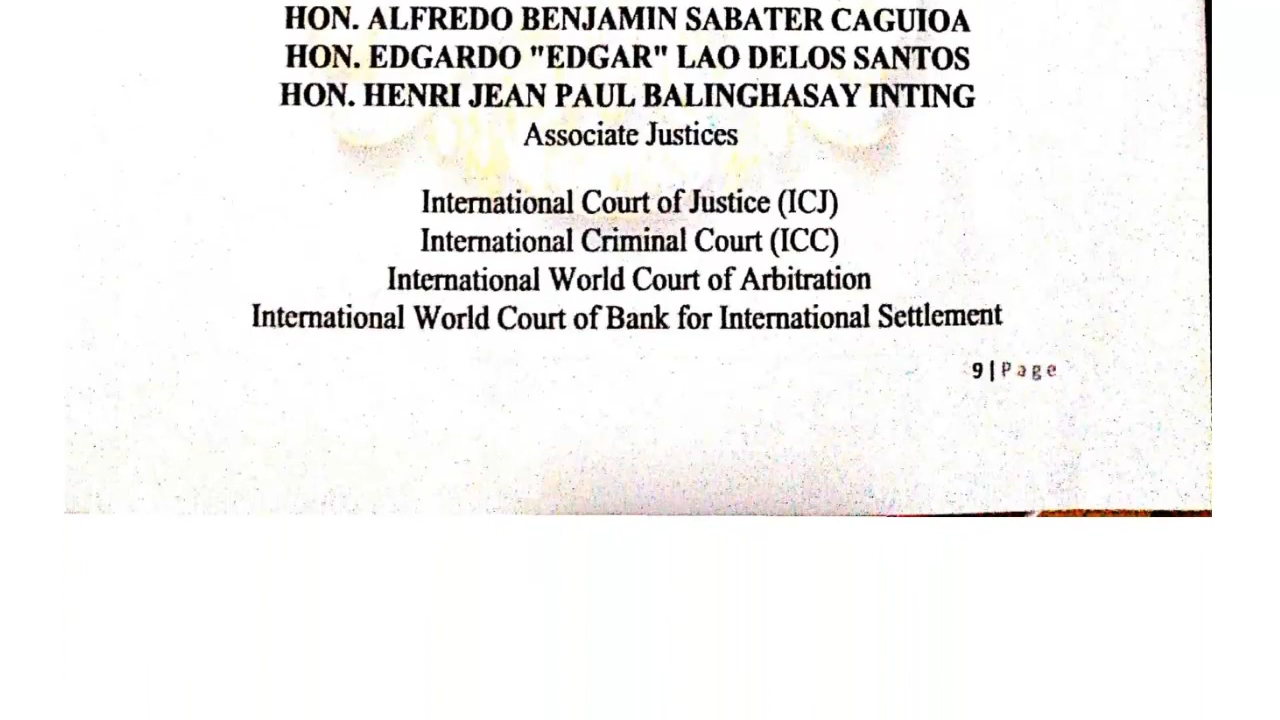 HON. ALFREDO BENJAMIN SABATER CAGUIOA
HON. EDGARDO "EDGAR" LAO DELOS SANTOS
HON. HENRI JEAN PAUL BALINGHASAY INTING
Associate Justices
International Court of Justice (ICJ)
International Criminal Court (ICC)
International World Court of Arbitration
International World Court of Bank for International Settlement
9 | Page